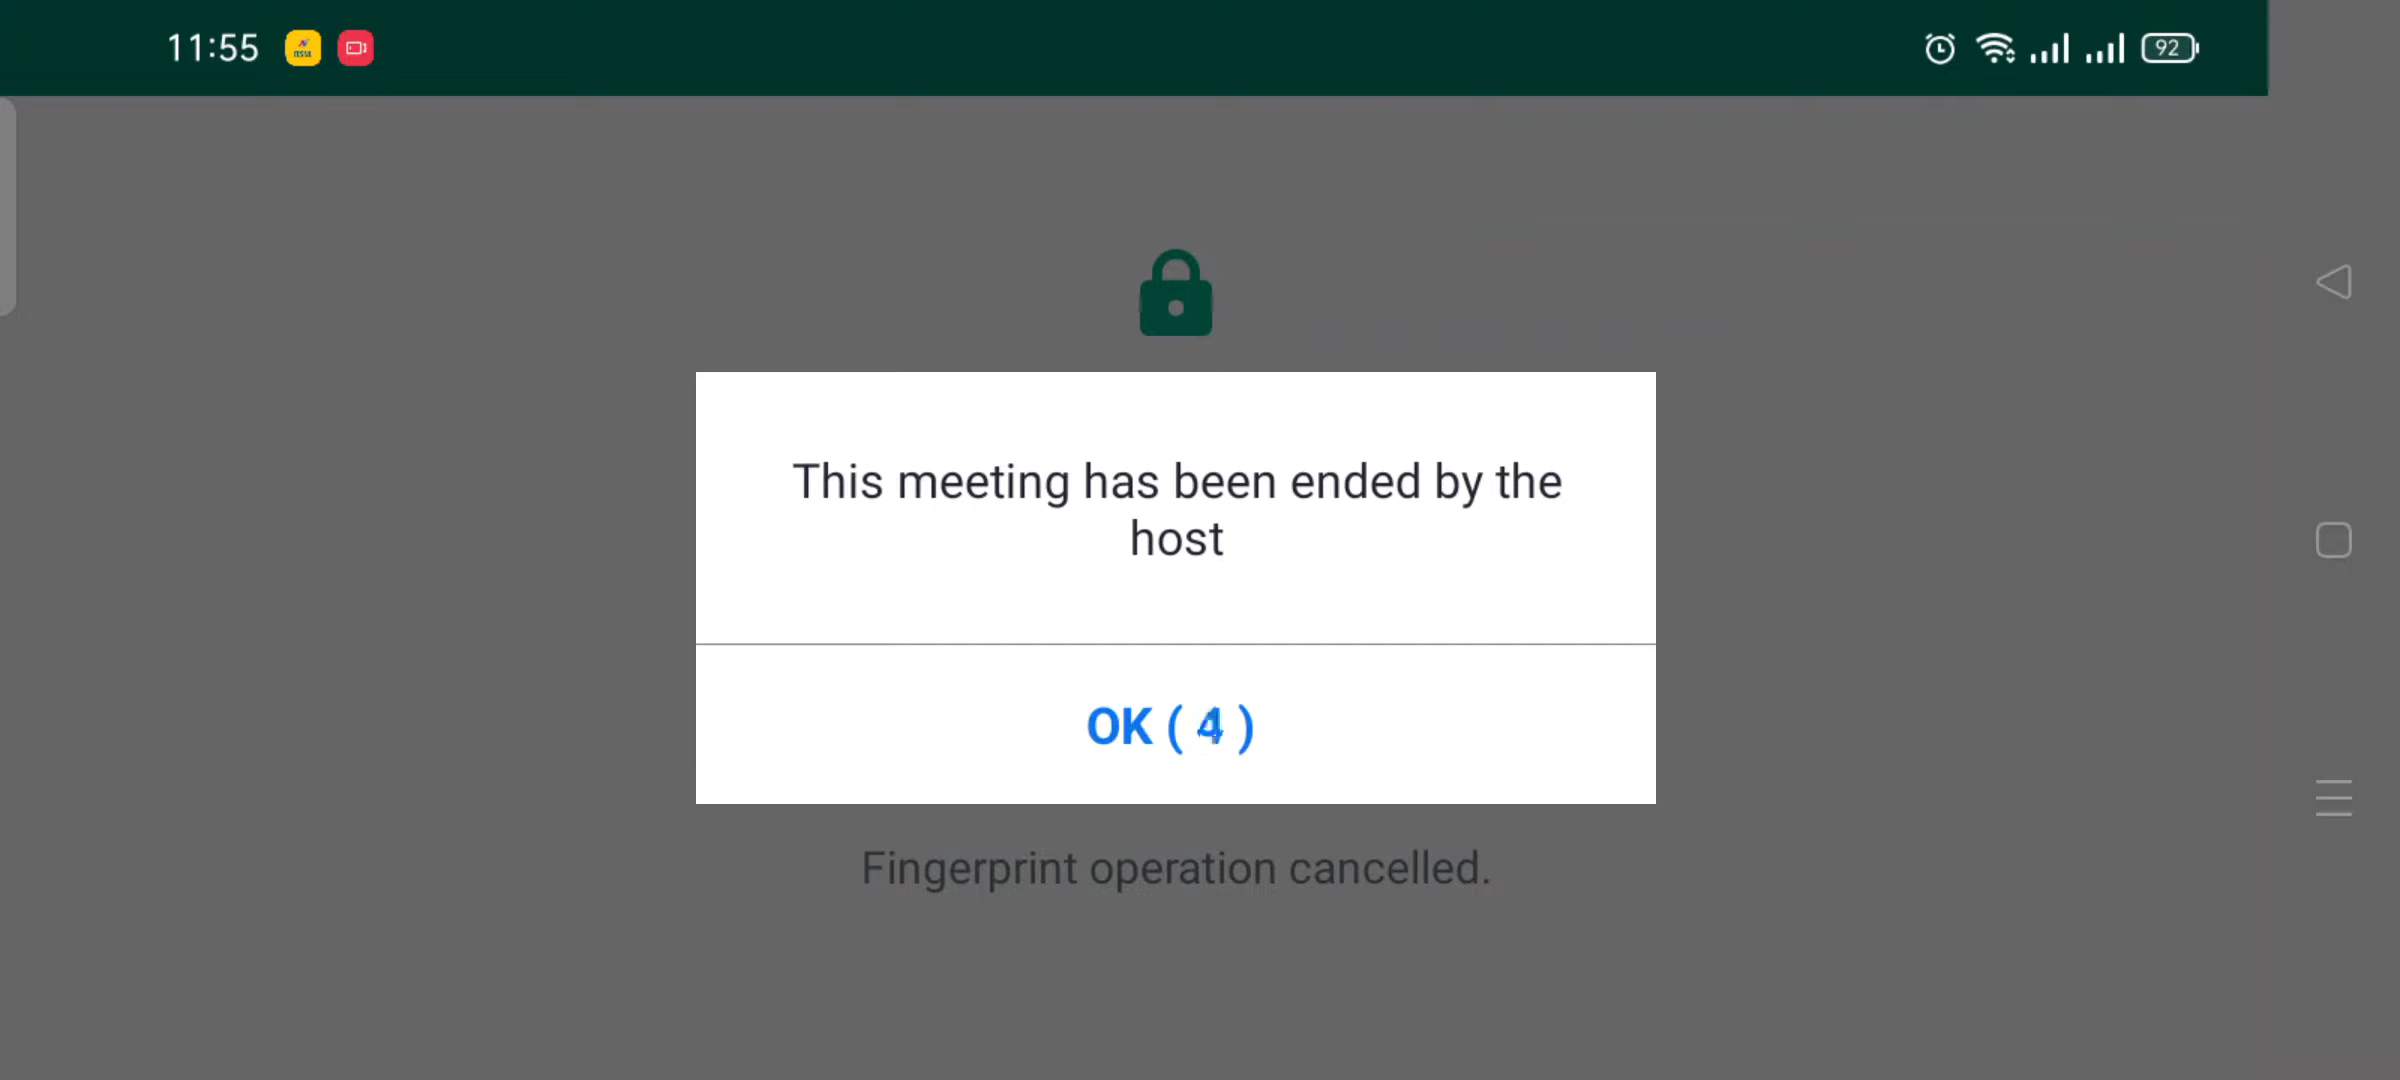 11:55
92
This meeting has been ended by the
host
OK ( 4 )
Fingerprint operation cancelled.